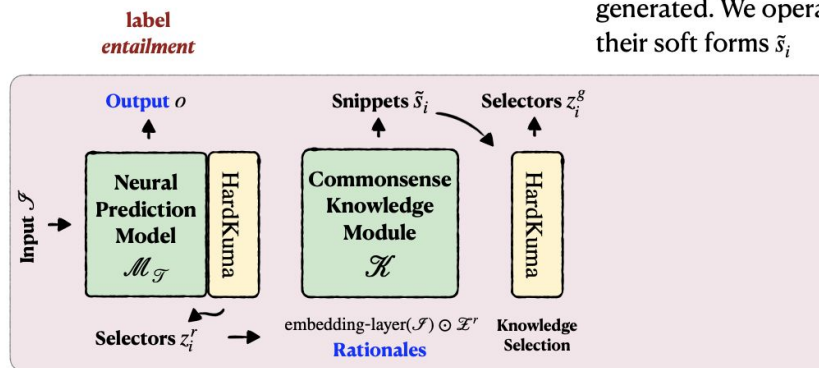 label
entailment
generated. We opera
their soft forms s̃ᵢ
Output ℴ
Snippets s̃ᵢ
Selectors zᵢᵍ
Input ℐ
Neural
Prediction
Model
ℳ_𝒯
HardKuma
Commonsense
Knowledge
Module
𝒦
HardKuma
Selectors zᵢʳ
embedding-layer(ℐ) ⊙ 𝒵ʳ
Rationales
Knowledge
Selection